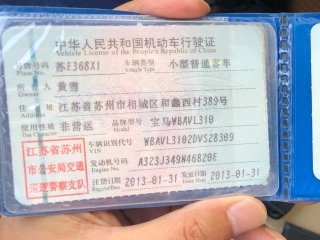 中华人民共和国机动车行驶证
Vehicle License of the People's Republic of China
号牌号码 苏E368X1 车辆类型 小型普通客车
Plate No. Vehicle Type
所有人 黄雪
Owner
住址 江苏省苏州市相城区和盦西村389号
Address
使用性质 非营运 品牌型号 宝马WBAVL310
Use Character Model
江苏省苏州
市公安局交通
巡逻警察支队
车辆识别代号 WBAVL3102DVS28309
VIN
发动机号码 A323J349N46B20E
Engine No.
注册日期 2013-01-31 发证日期 2013-01-31
Register Date Issue Date